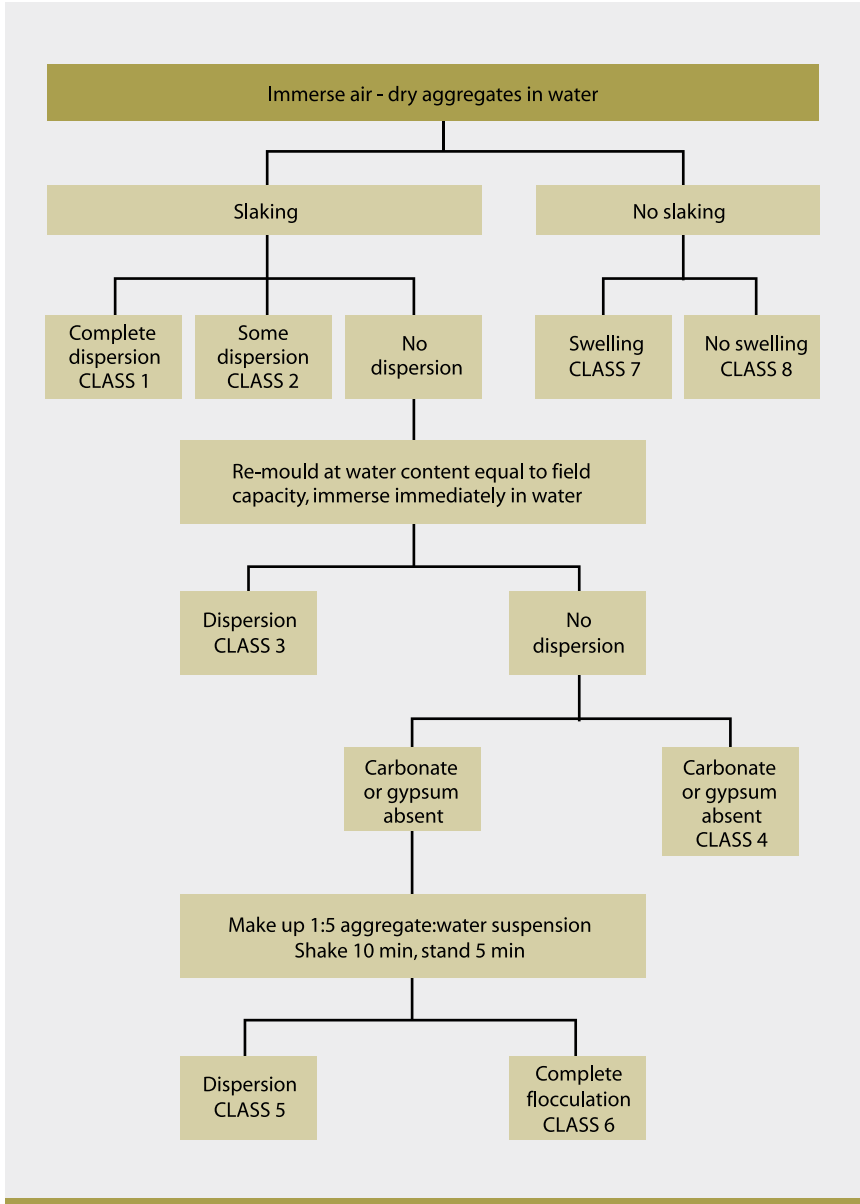 Immerse air - dry aggregates in water
Slaking
No slaking
Complete
dispersion
CLASS 1
Some
dispersion
CLASS 2
No
dispersion
Swelling
CLASS 7
No swelling
CLASS 8
Re-mould at water content equal to field
capacity, immerse immediately in water
Dispersion
CLASS 3
No
dispersion
Carbonate
or gypsum
absent
Carbonate
or gypsum
absent
CLASS 4
Make up 1:5 aggregate:water suspension
Shake 10 min, stand 5 min
Dispersion
CLASS 5
Complete
flocculation
CLASS 6